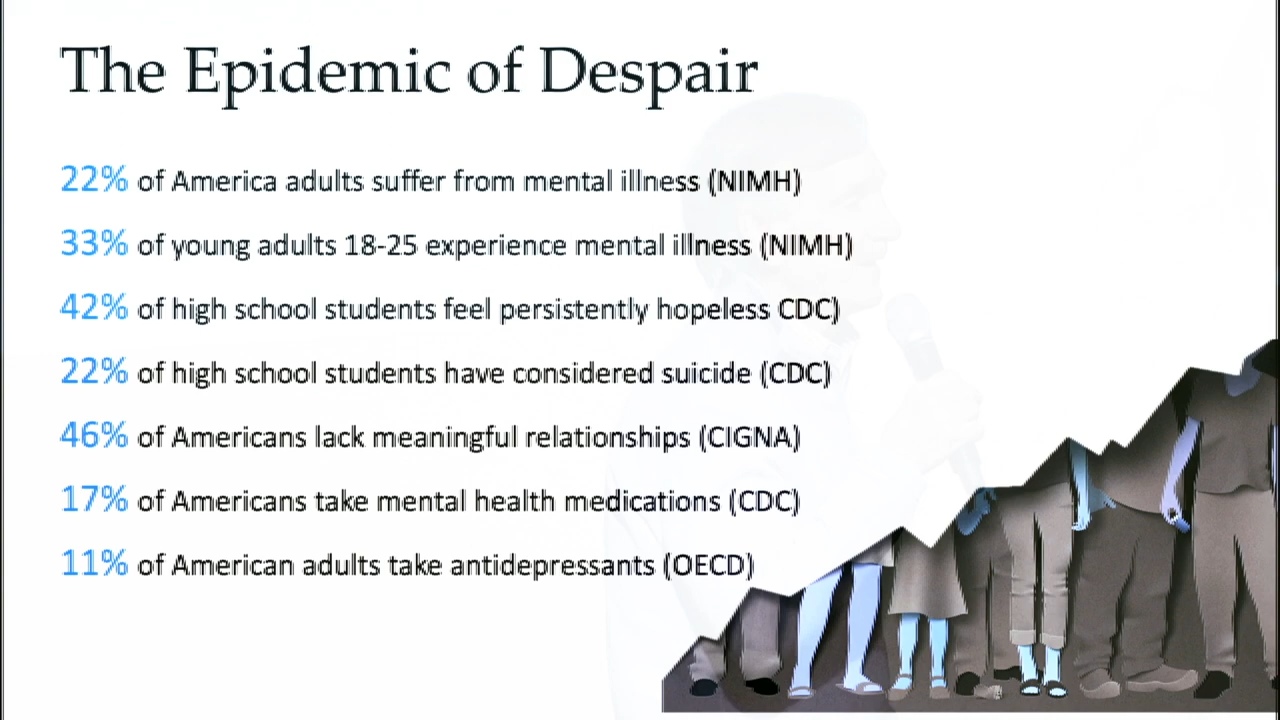 The Epidemic of Despair
22% of America adults suffer from mental illness (NIMH)
33% of young adults 18-25 experience mental illness (NIMH)
42% of high school students feel persistently hopeless CDC)
22% of high school students have considered suicide (CDC)
46% of Americans lack meaningful relationships (CIGNA)
17% of Americans take mental health medications (CDC)
11% of American adults take antidepressants (OECD)